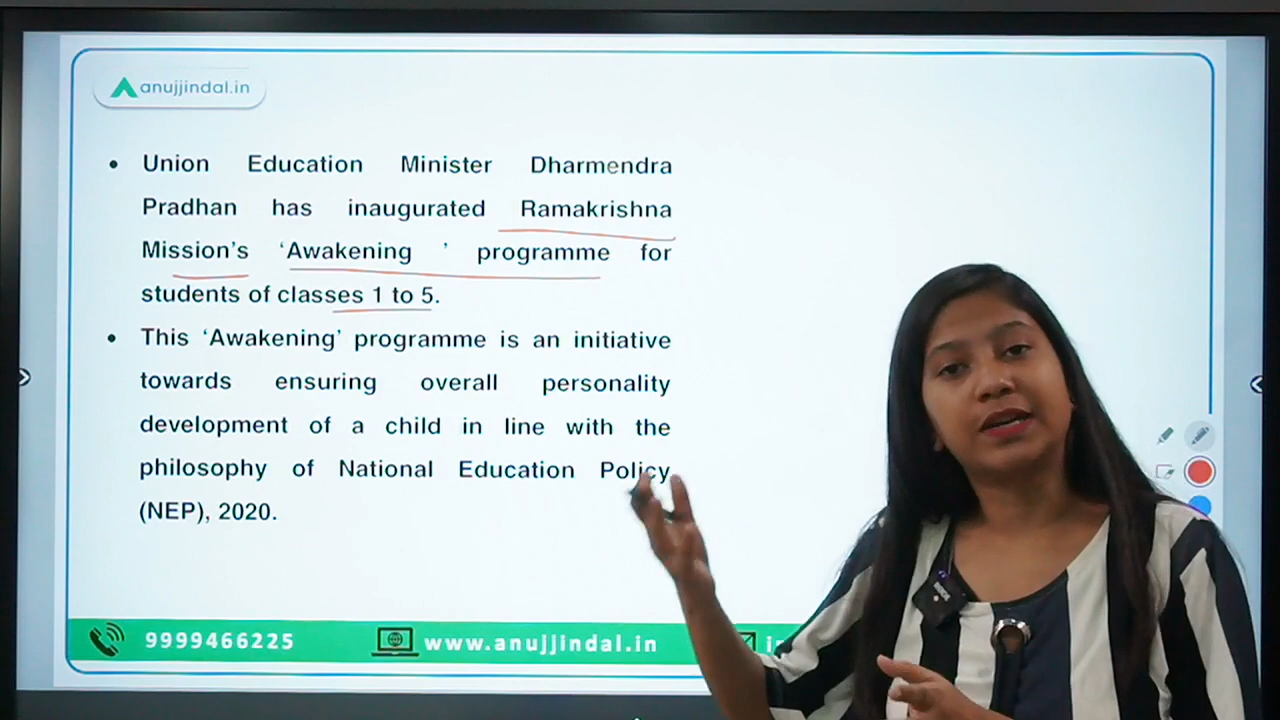 anujjindal.in
• Union Education Minister Dharmendra
Pradhan has inaugurated Ramakrishna
Mission's 'Awakening ' programme for
students of classes 1 to 5.
• This 'Awakening' programme is an initiative
towards ensuring overall personality
development of a child in line with the
philosophy of National Education Policy
(NEP), 2020.
9999466225 www.anujjindal.in